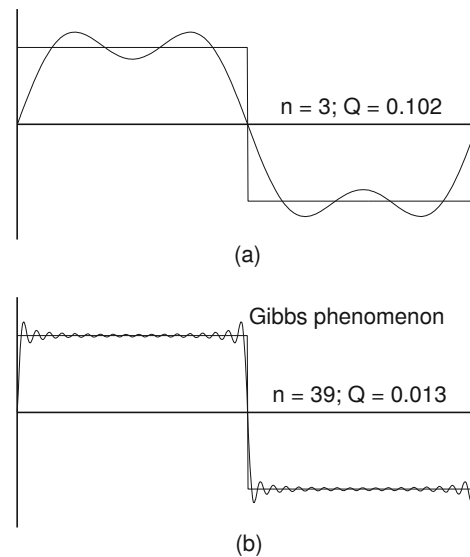 n = 3; Q = 0.102
(a)
Gibbs phenomenon
n = 39; Q = 0.013
(b)